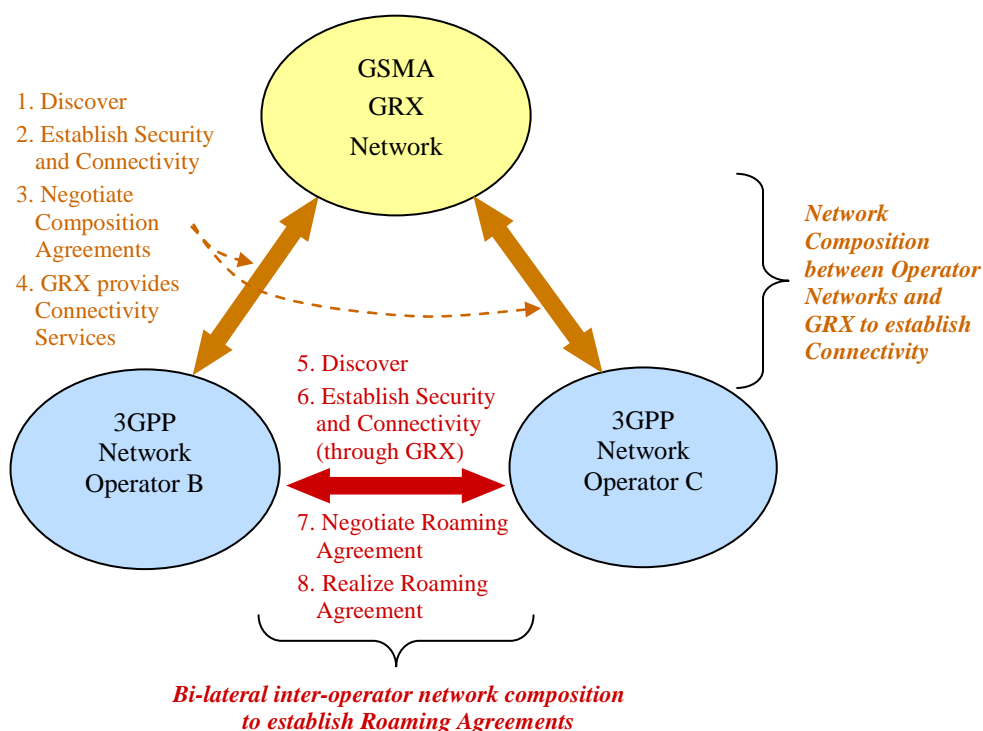 GSMA
GRX
Network
1. Discover
2. Establish Security
and Connectivity
3. Negotiate
Composition
Agreements
4. GRX provides
Connectivity
Services
Network
Composition
between Operator
Networks and
GRX to establish
Connectivity
3GPP
Network
Operator B
5. Discover
6. Establish Security
and Connectivity
(through GRX)
7. Negotiate Roaming
Agreement
8. Realize Roaming
Agreement
3GPP
Network
Operator C
Bi-lateral inter-operator network composition
to establish Roaming Agreements